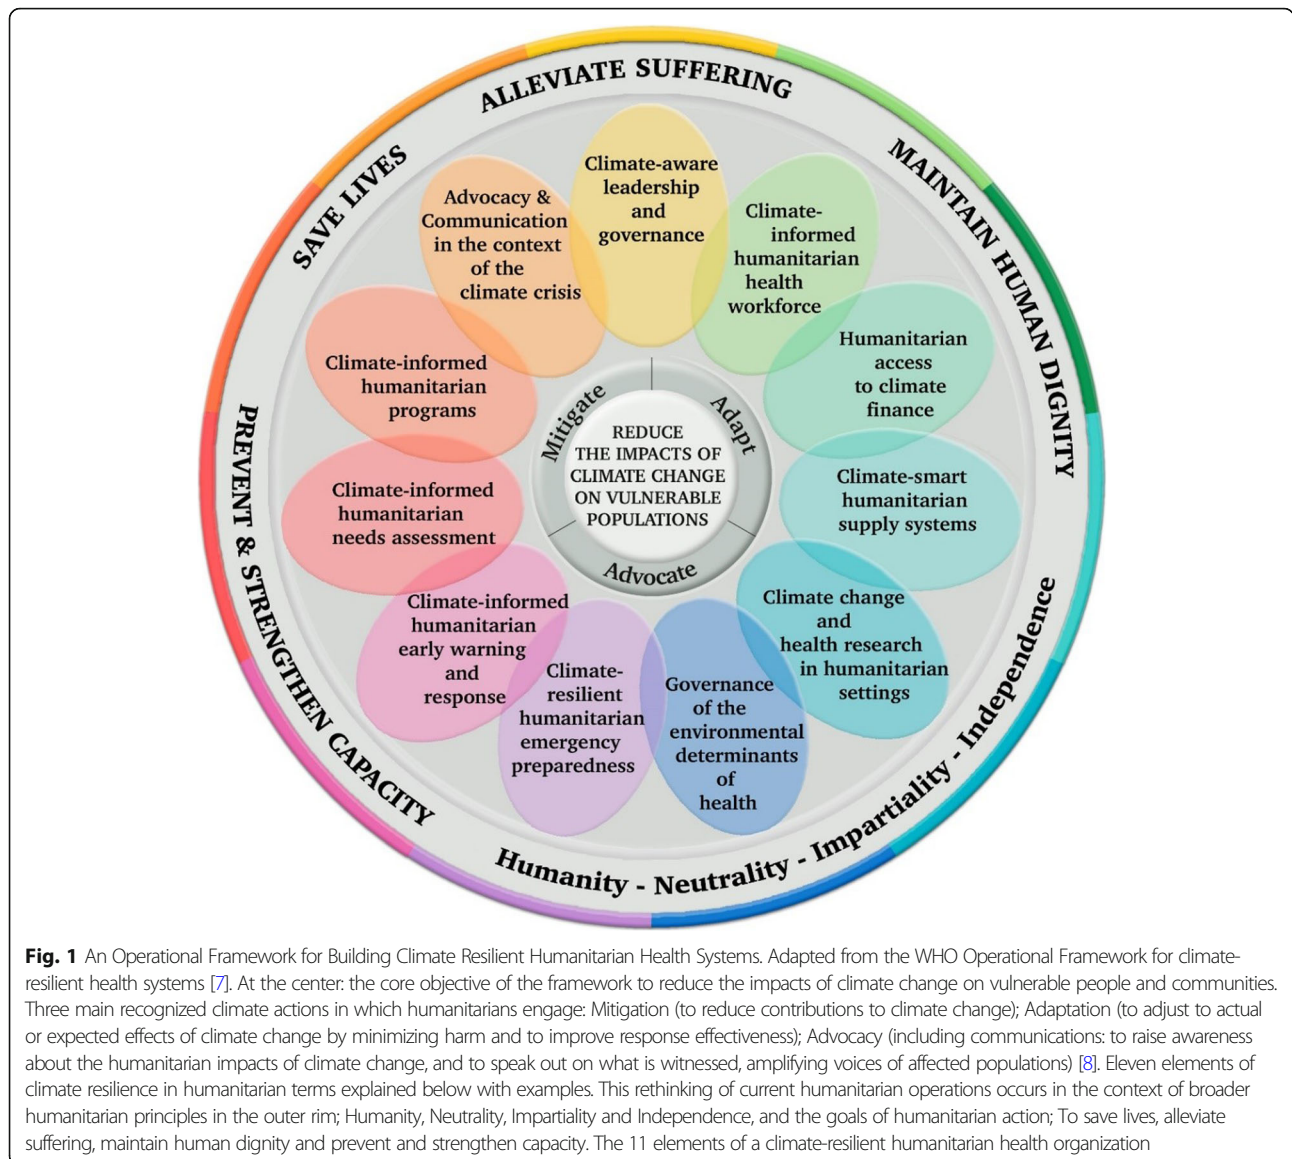 ALLEVIATE SUFFERING
MAINTAIN HUMAN DIGNITY
Humanity - Neutrality - Impartiality - Independence
PREVENT & STRENGTHEN CAPACITY
SAVE LIVES
Climate-aware
leadership
and
governance
Climate-
informed
humanitarian
health
workforce
Humanitarian
access
to climate
finance
Climate-smart
humanitarian
supply systems
Climate change
and
health research
in humanitarian
settings
Governance
of the
environmental
determinants
of
health
Climate-
resilient
humanitarian
emergency
preparedness
Climate-informed
humanitarian
early warning
and
response
Climate-informed
humanitarian
needs assessment
Climate-informed
humanitarian
programs
Advocacy &
Communication
in the context
of the
climate crisis
Mitigate
Adapt
Advocate
REDUCE
THE IMPACTS OF
CLIMATE CHANGE
ON VULNERABLE
POPULATIONS
Fig. 1 An Operational Framework for Building Climate Resilient Humanitarian Health Systems. Adapted from the WHO Operational Framework for climate-
resilient health systems [7]. At the center: the core objective of the framework to reduce the impacts of climate change on vulnerable people and communities.
Three main recognized climate actions in which humanitarians engage: Mitigation (to reduce contributions to climate change); Adaptation (to adjust to actual
or expected effects of climate change by minimizing harm and to improve response effectiveness); Advocacy (including communications: to raise awareness
about the humanitarian impacts of climate change, and to speak out on what is witnessed, amplifying voices of affected populations) [8]. Eleven elements of
climate resilience in humanitarian terms explained below with examples. This rethinking of current humanitarian operations occurs in the context of broader
humanitarian principles in the outer rim; Humanity, Neutrality, Impartiality and Independence, and the goals of humanitarian action; To save lives, alleviate
suffering, maintain human dignity and prevent and strengthen capacity. The 11 elements of a climate-resilient humanitarian health organization